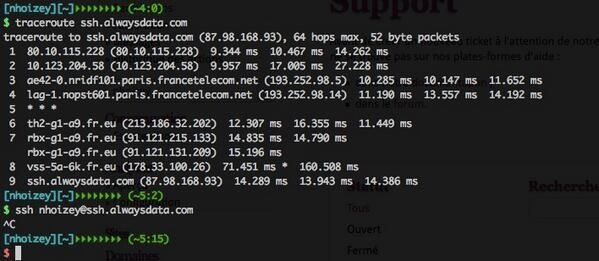 [nhoizey][~]▸▸▸▸▸▸▸▸ (~4:0)
$ traceroute ssh.alwaysdata.com
traceroute to ssh.alwaysdata.com (87.98.168.93), 64 hops max, 52 byte packets
1 80.10.115.228 (80.10.115.228) 9.344 ms 10.467 ms 14.262 ms
2 10.123.204.58 (10.123.204.58) 9.957 ms 17.005 ms 27.228 ms
3 ae42-0.nridf101.paris.francetelecom.net (193.252.98.5) 10.285 ms 10.147 ms 11.652 ms
4 lag-1.nopst601.paris.francetelecom.net (193.252.98.14) 11.190 ms 13.557 ms 14.192 ms
5 * * *
6 th2-g1-a9.fr.eu (213.186.32.202) 12.307 ms 16.355 ms 11.449 ms
7 rbx-g1-a9.fr.eu (91.121.215.133) 14.835 ms 14.790 ms
rbx-g1-a9.fr.eu (91.121.131.209) 15.196 ms
8 vss-5a-6k.fr.eu (178.33.100.26) 71.451 ms * 160.508 ms
9 ssh.alwaysdata.com (87.98.168.93) 14.289 ms 13.943 ms 14.386 ms
[nhoizey][~]▸▸▸▸▸▸▸▸ (~5:2)
$ ssh nhoizey@ssh.alwaysdata.com
^C
[nhoizey][~]▸▸▸▸▸▸▸▸ (~5:15)
$
Support
nouveau ticket à l'attention de notre
pas sur nos plates-formes d'aide :
dans le forum.
Statut
Recherche
Tous
Ouvert
Fermé
Domaines